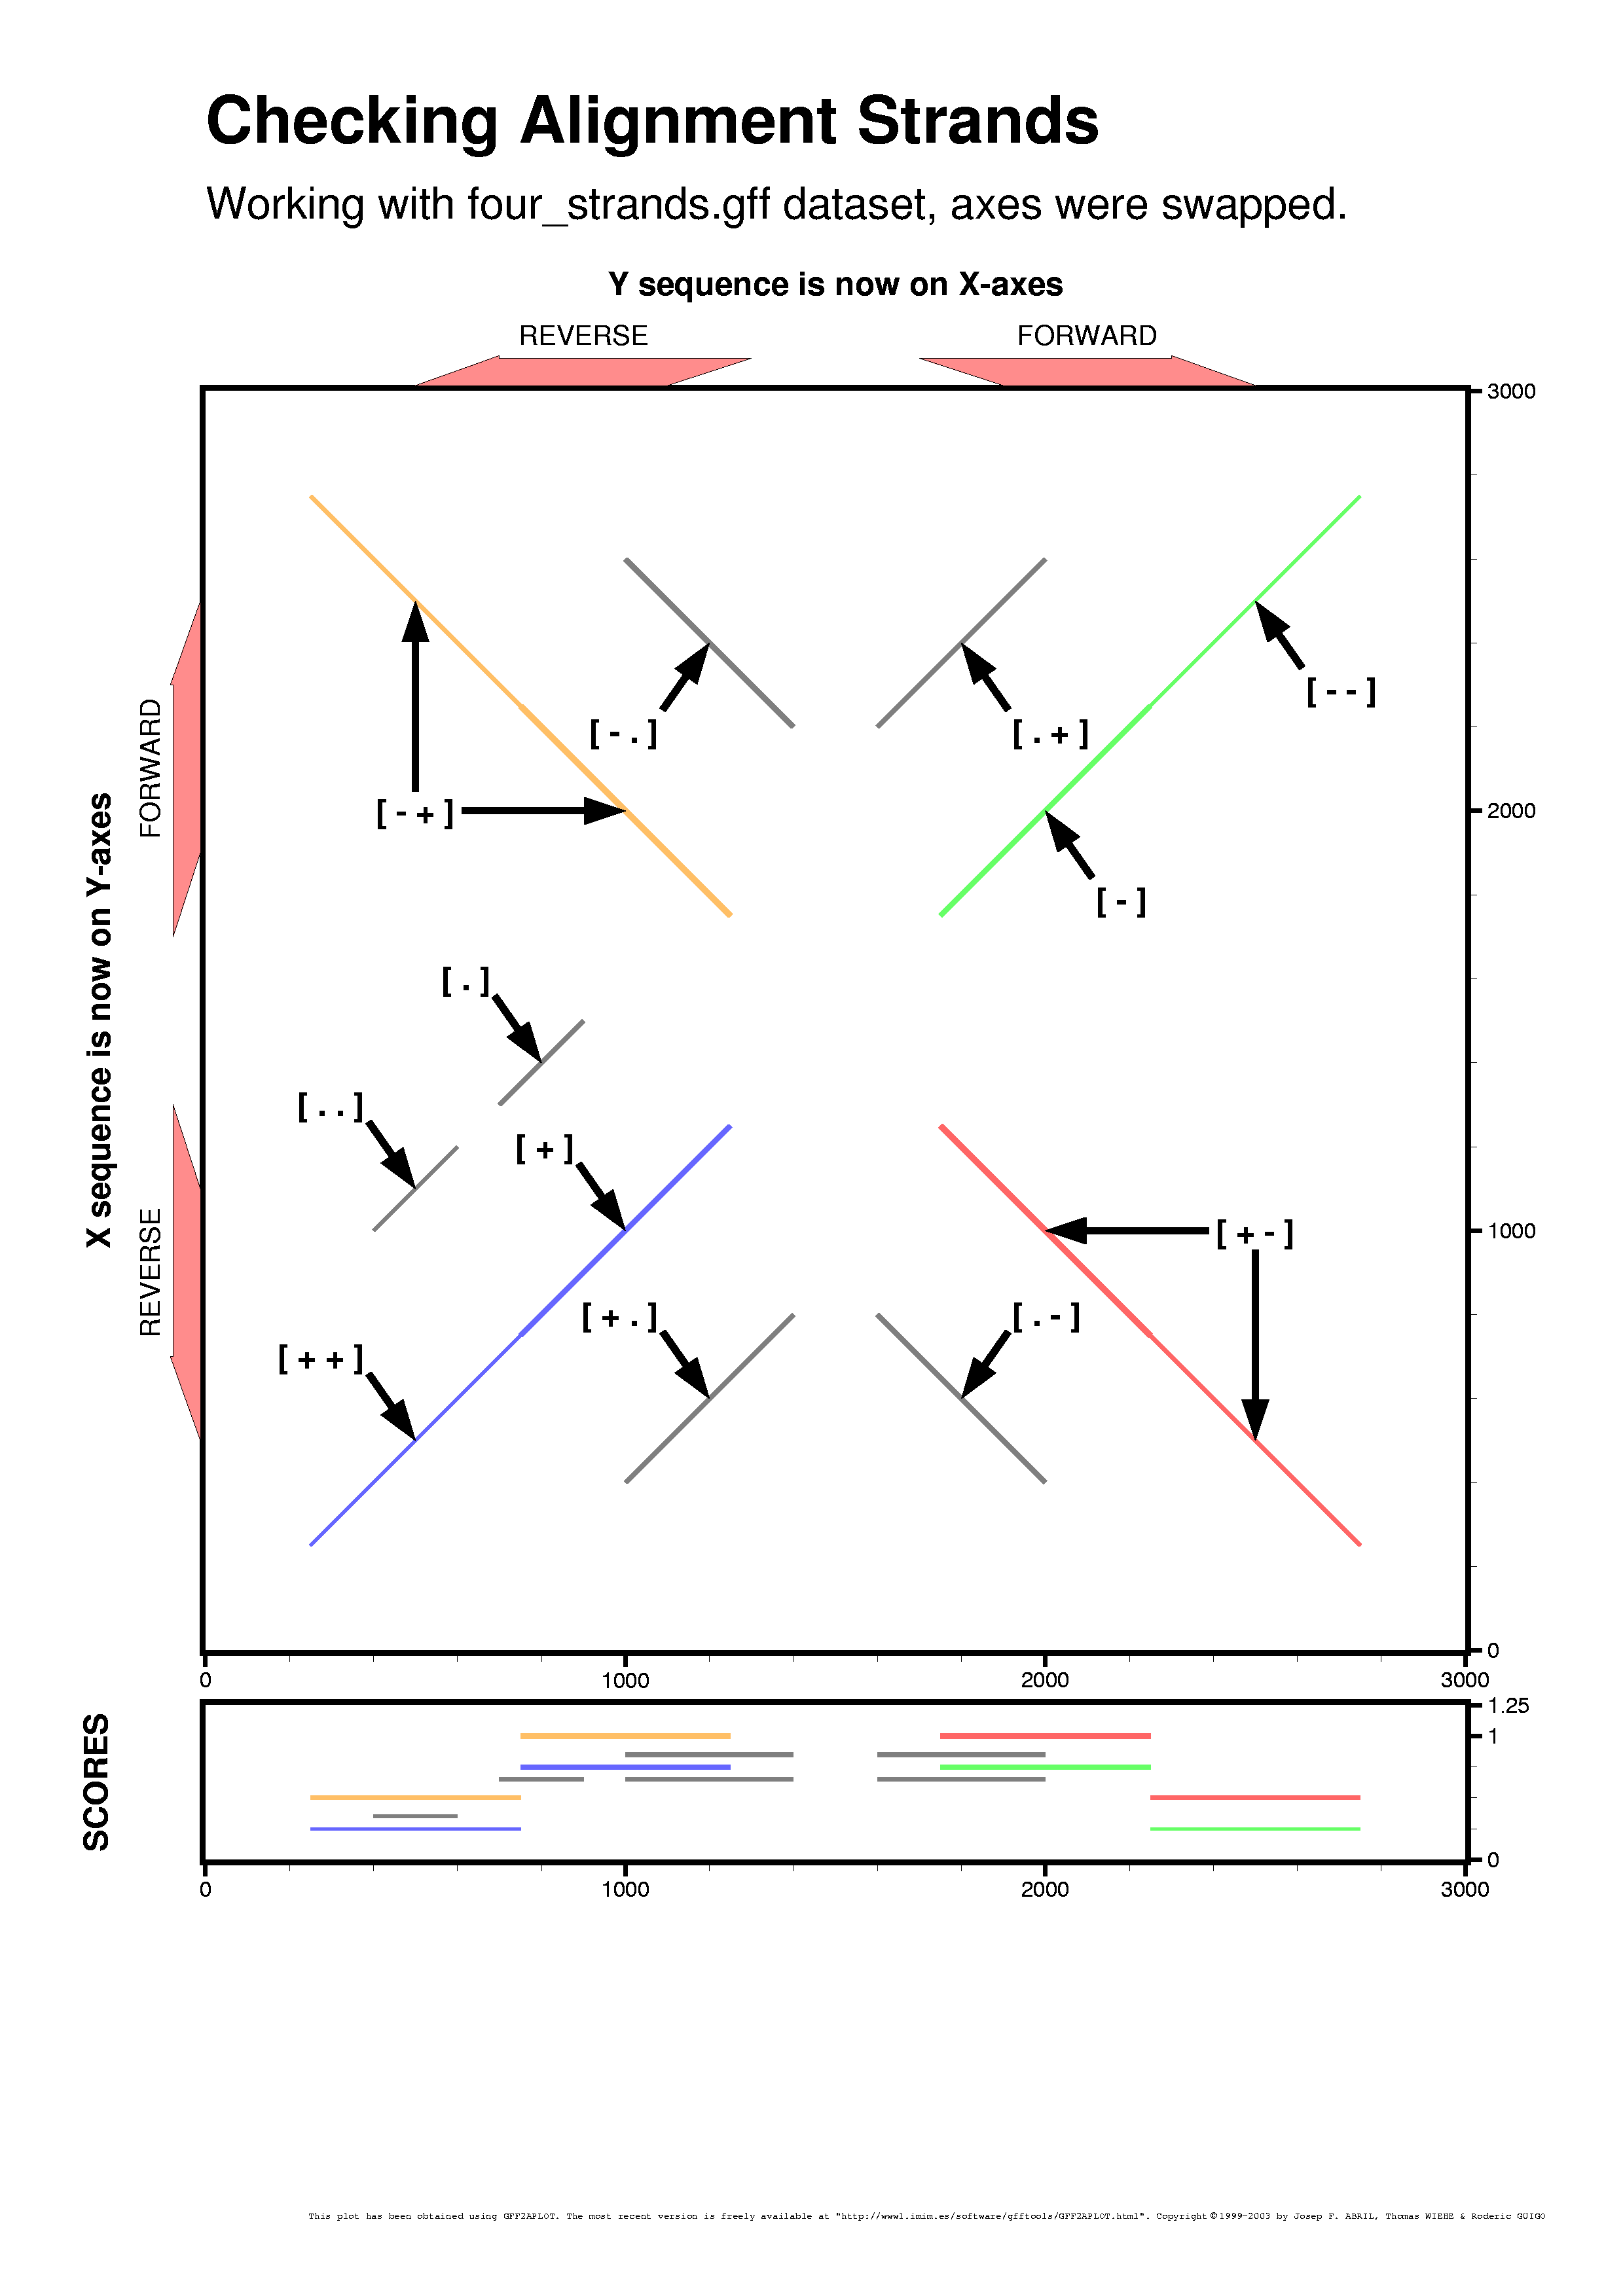 Checking Alignment Strands
Working with four_strands.gff dataset, axes were swapped.
Y sequence is now on X-axes
REVERSE FORWARD
X sequence is now on Y-axes
FORWARD
REVERSE
3000
[ - - ]
[ - . ] [ . + ]
[ - + ] 2000
[ - ]
[ . ]
[ . . ]
[ + ]
[ + - ] 1000
[ + . ] [ . - ]
[ + + ]
0
0 1000 2000 3000
SCORES
1.25
1
0
0 1000 2000 3000
This plot has been obtained using GFF2APLOT. The most recent version is freely available at "http://www1.imim.es/software/gfftools/GFF2APLOT.html". Copyright ©1999-2003 by Josep F. ABRIL, Thomas WIEHE & Roderic GUIGO